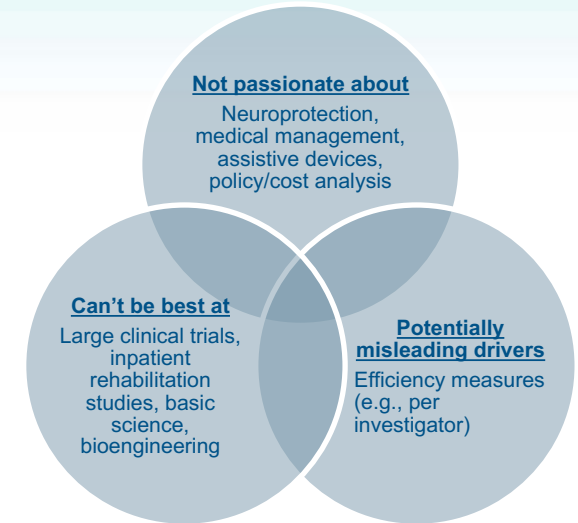 Not passionate about
Neuroprotection,
medical management,
assistive devices,
policy/cost analysis
Can't be best at
Large clinical trials,
inpatient
rehabilitation
studies, basic
science,
bioengineering
Potentially
misleading drivers
Efficiency measures
(e.g., per
investigator)